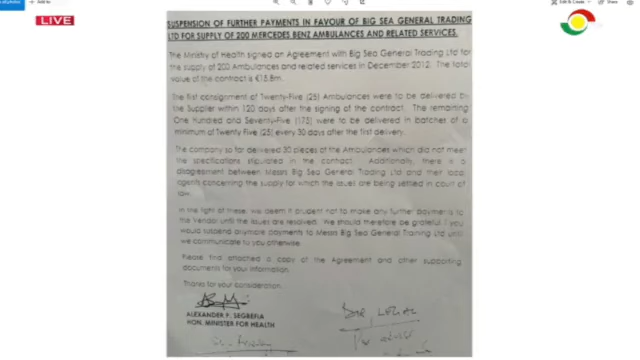 LIVE
SUSPENSION OF FURTHER PAYMENTS IN FAVOUR OF BIG SEA GENERAL TRADING
LTD FOR SUPPLY OF 200 MERCEDES BENZ AMBULANCES AND RELATED SERVICES.
The Ministry of Health signed an Agreement with Big Sea General Trading Ltd for
the supply of 200 Ambulances and related services in December 2012. The total
value of the contract is €15.8m.
The first consignment of Twenty-Five (25) Ambulances were to be delivered by
the Supplier within 120 days after the signing of the contract. The remaining
One Hundred and Seventy-Five (175) were to be delivered in batches of a
minimum of Twenty Five (25) every 30 days after the first delivery.
The company so far delivered 30 pieces of the Ambulances which did not meet
the specifications stipulated in the contract. Additionally, there is a
disagreement between Messrs Big Sea General Trading Ltd and their local
agents concerning the supply for which the issues are being settled in court of
law.
In the light of these, we deem it prudent not to make any further payments to
the Vendor until the issues are resolved. We should therefore be grateful if you
would suspend anymore payments to Messrs Big Sea General Training Ltd until
we communicate to you otherwise.
Please find attached a copy of the Agreement and other supporting
documents for your information.
Thanks for your consideration.
ALEXANDER P. SEGBEFIA
HON. MINISTER FOR HEALTH
LEGAL